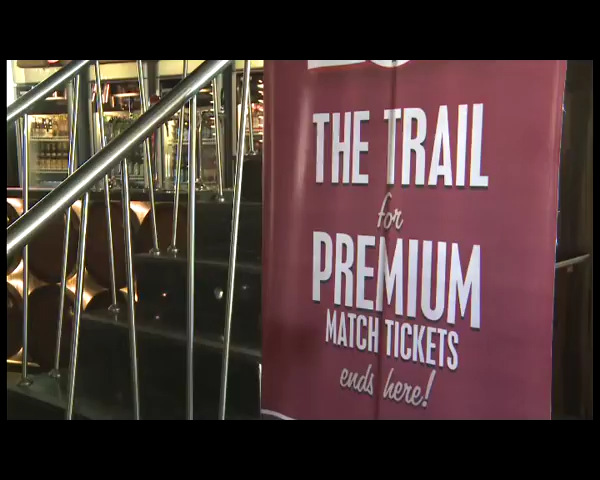 THE TRAIL
for
PREMIUM
MATCH TICKETS
ends here!